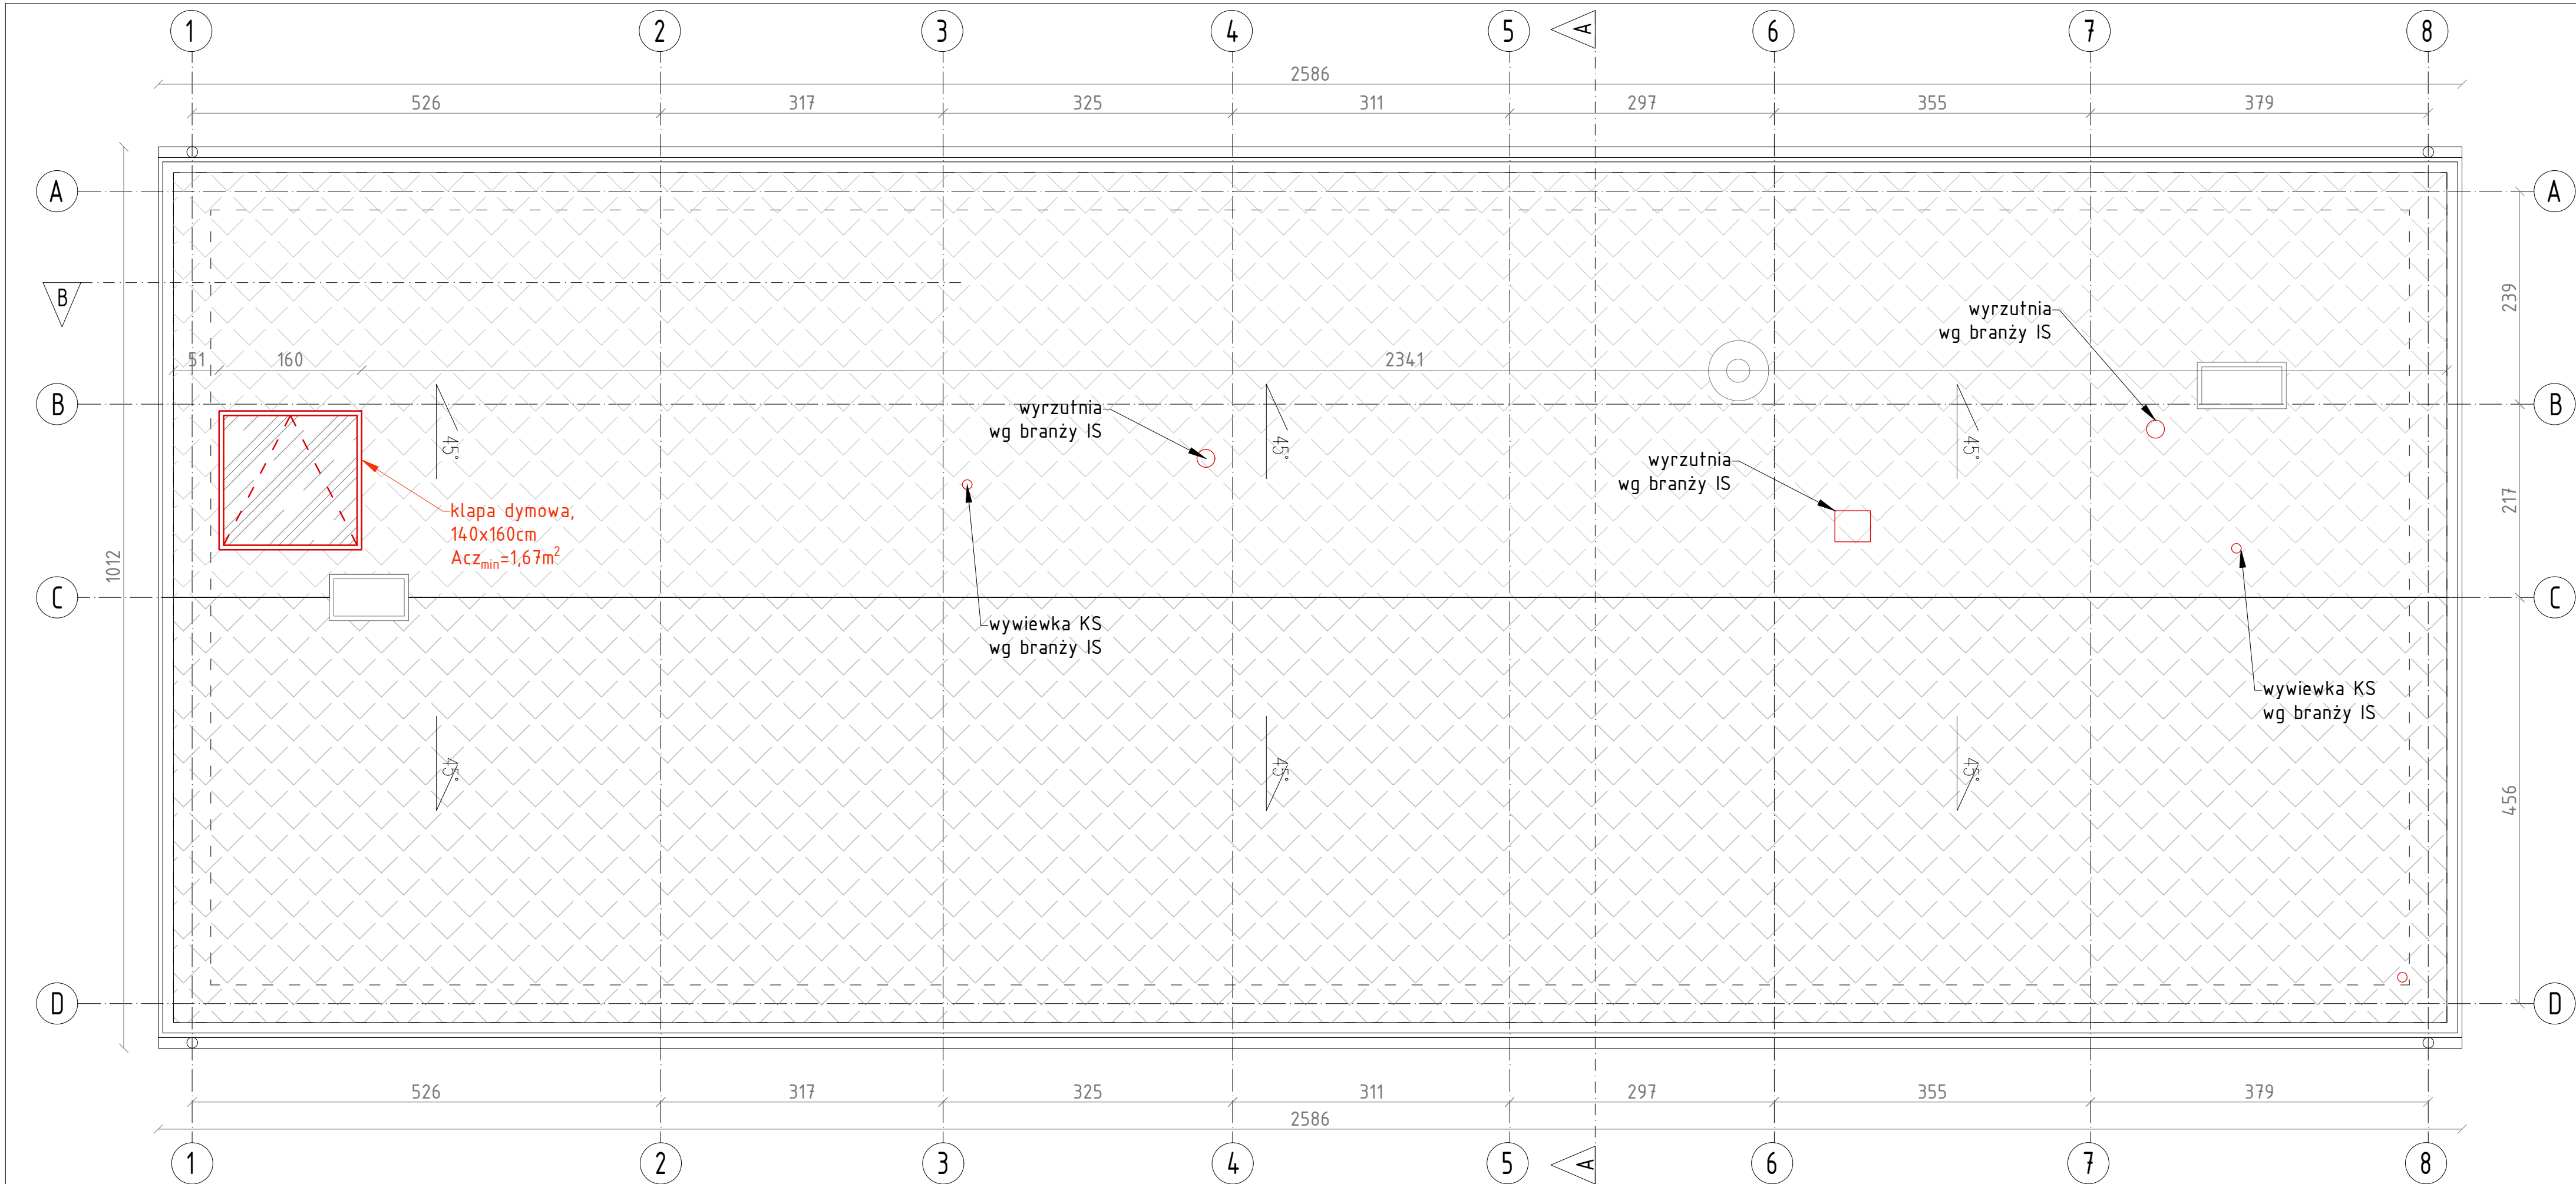 1 2 3 4 5 A 6 7 8
2586
526 317 325 311 297 355 379
A A
B
239
wyrzutnia
wg branży IS
51 160 2341
B B
wyrzutnia
wg branży IS
45° 45° 45°
wyrzutnia
wg branży IS
217
klapa dymowa,
140x160cm
Acz min=1,67m²
1012
C C
wywiewka KS
wg branży IS
wywiewka KS
wg branży IS
45° 45° 45°
456
D D
526 317 325 311 297 355 379
2586
1 2 3 4 5 A 6 7 8